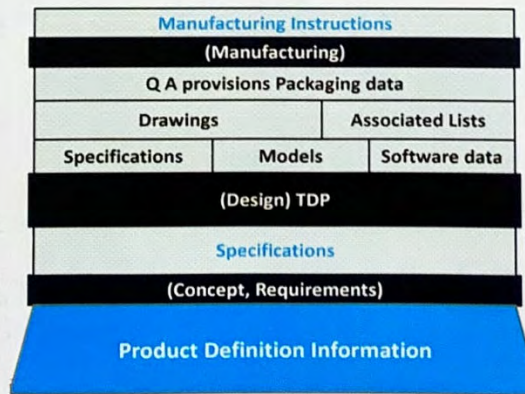 Manufacturing Instructions
(Manufacturing)
Q A provisions Packaging data
Drawings
Associated Lists
Specifications
Models
Software data
(Design) TDP
Specifications
(Concept, Requirements)
Product Definition Information